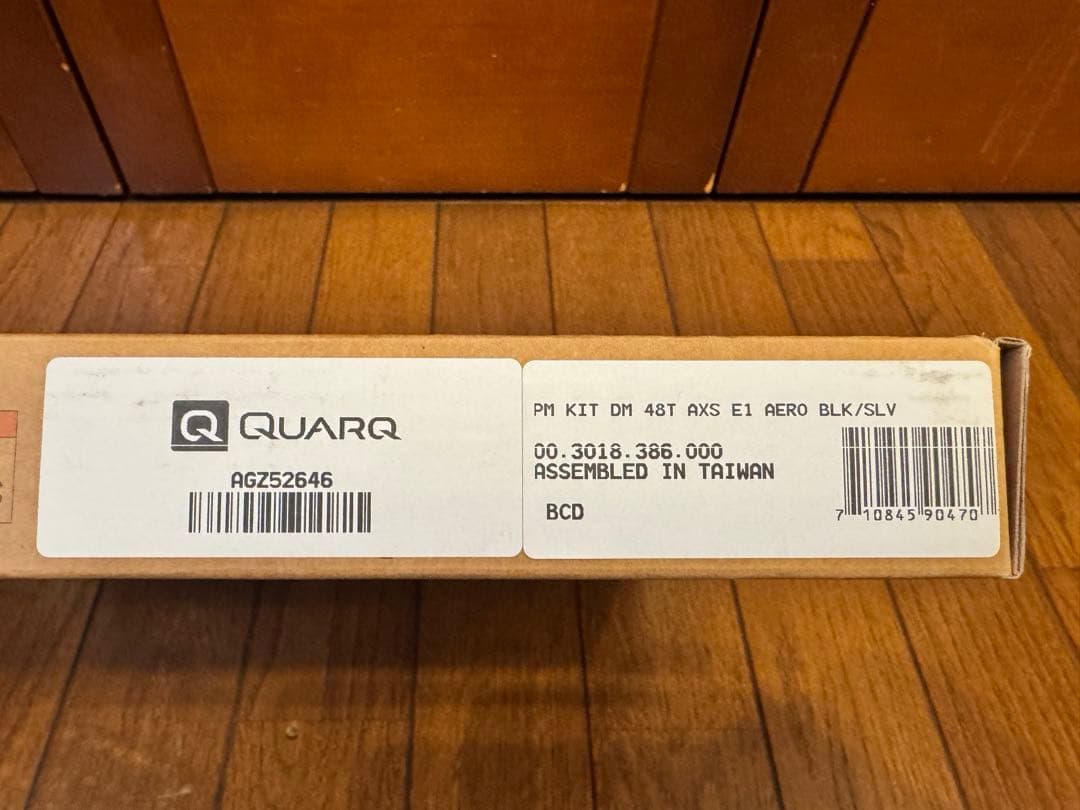 Q QUARQ
AGZ52646
PM KIT DM 48T AXS E1 AERO BLK/SLV
00.3018.386.000
ASSEMBLED IN TAIWAN
BCD
7 10845 90470